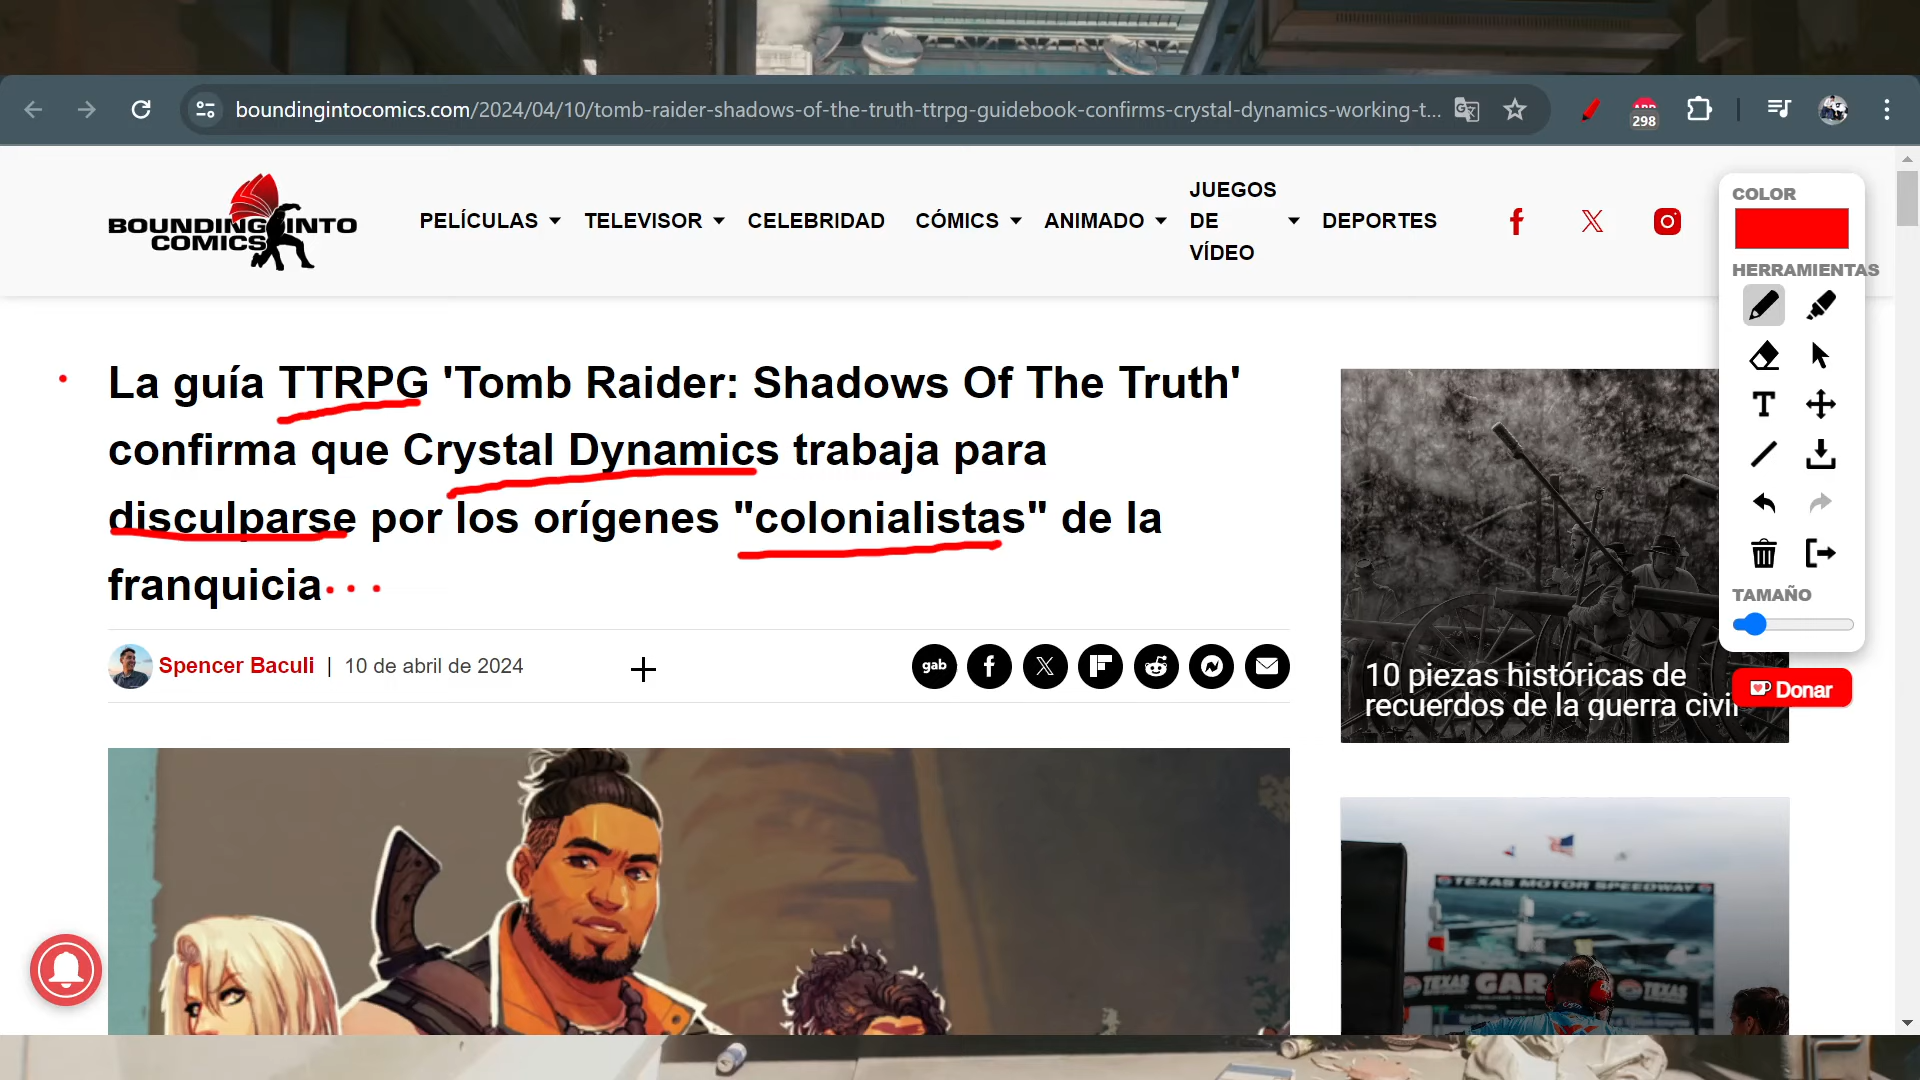 boundingintocomics.com/2024/04/10/tomb-raider-shadows-of-the-truth-ttrpg-guidebook-confirms-crystal-dynamics-working-t...
298
BOUNDING INTO
COMICS
PELÍCULAS
TELEVISOR
CELEBRIDAD
CÓMICS
ANIMADO
JUEGOS
DE
VÍDEO
DEPORTES
COLOR
HERRAMIENTAS
TAMAÑO
Donar
La guía TTRPG 'Tomb Raider: Shadows Of The Truth'
confirma que Crystal Dynamics trabaja para
disculparse por los orígenes "colonialistas" de la
franquicia
Spencer Baculi | 10 de abril de 2024
gab
10 piezas históricas de
recuerdos de la guerra civil
TEXAS MOTOR SPEEDWAY
TEXAS
TEXAS